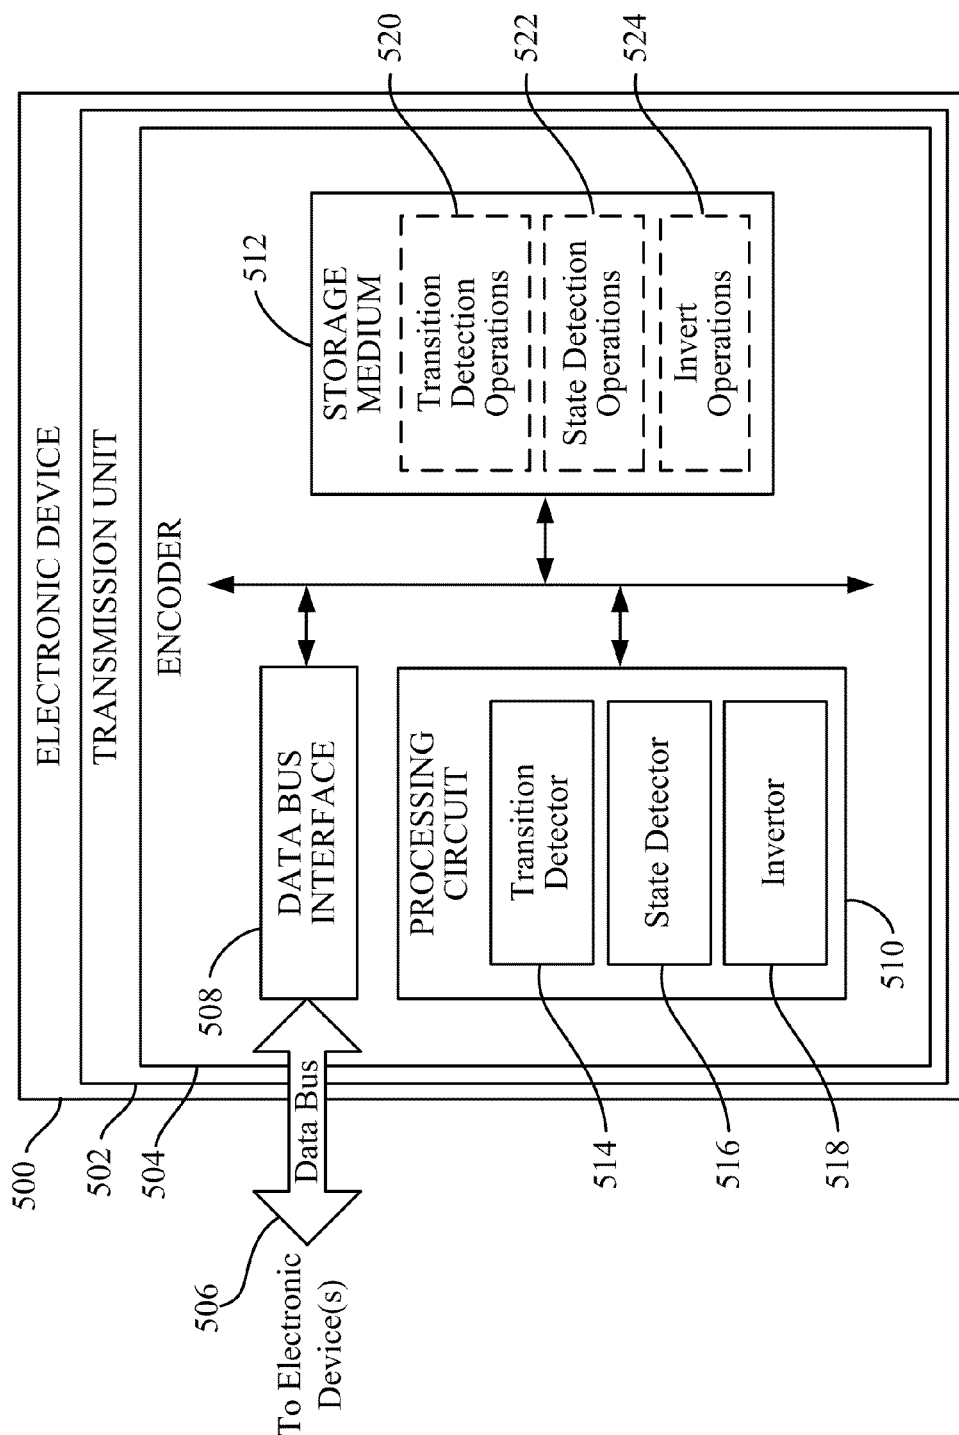 ELECTRONIC DEVICE
TRANSMISSION UNIT
ENCODER
500
502
504
506
To Electronic
Device(s)
Data Bus
508
DATA BUS
INTERFACE
PROCESSING
CIRCUIT
Transition
Detector
State Detector
Invertor
510
514
516
518
512
STORAGE
MEDIUM
Transition
Detection
Operations
State Detection
Operations
Invert
Operations
520
522
524